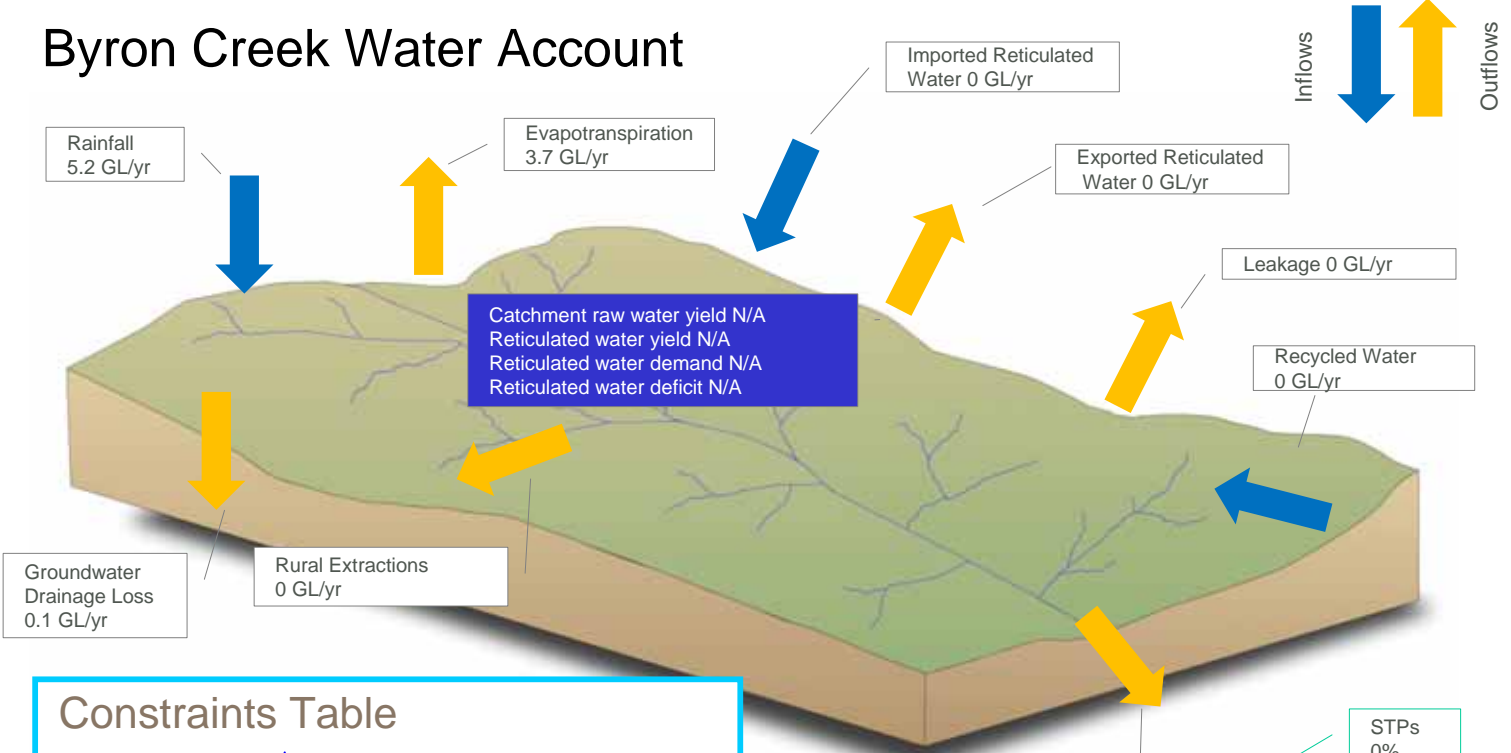 Byron Creek Water Account
Inflows
Outflows
Imported Reticulated
Water 0 GL/yr
Rainfall
5.2 GL/yr
Evapotranspiration
3.7 GL/yr
Exported Reticulated
Water 0 GL/yr
Leakage 0 GL/yr
Catchment raw water yield N/A
Reticulated water yield N/A
Reticulated water demand N/A
Reticulated water deficit N/A
Recycled Water
0 GL/yr
Groundwater
Drainage Loss
0.1 GL/yr
Rural Extractions
0 GL/yr
Constraints Table
STPs
0%